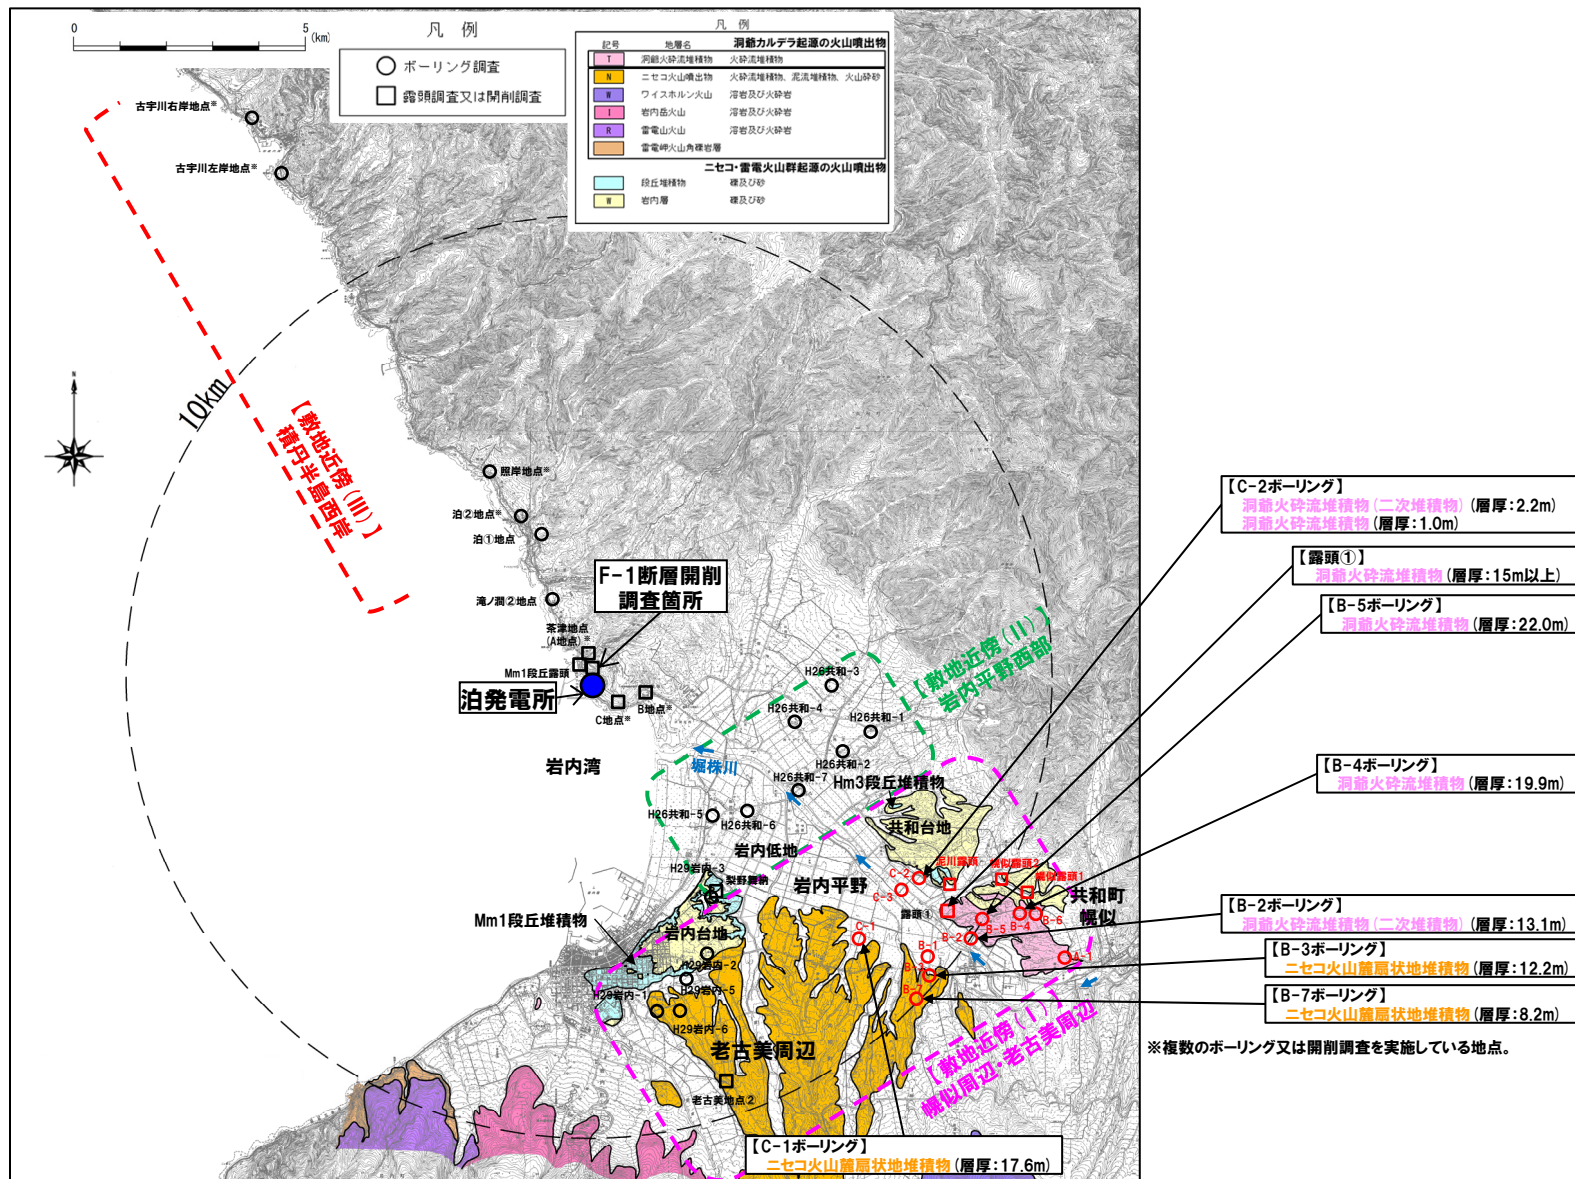 0
5
(km)
凡 例
ボーリング調査
露頭調査又は開削調査
凡 例
記号
地層名
洞爺カルデラ起源の火山噴出物
T 洞爺火砕流堆積物 火砕流堆積物
N ニセコ火山噴出物 火砕流堆積物、泥流堆積物、火山砕砂
W ワイスホルン火山 溶岩及び火砕岩
I 岩内岳火山 溶岩及び火砕岩
R 雷電山火山 溶岩及び火砕岩
雷電岬火山角礫岩層
ニセコ・雷電火山群起源の火山噴出物
段丘堆積物 礫及び砂
W 岩内層 礫及び砂
古宇川右岸地点※
古宇川左岸地点※
10km
N
【敷地近傍(III)】
積丹半島西岸
照岸地点※
泊②地点※
泊①地点
滝ノ澗②地点
F-1断層開削
調査箇所
茶津地点
(A地点)※
Mm1段丘露頭
泊発電所
C地点※
B地点※
岩内湾
【敷地近傍(II)】
岩内平野西部
H26共和-3
H26共和-4
H26共和-1
H26共和-2
堀株川
H26共和-7
Hm3段丘堆積物
H26共和-5
H26共和-6
共和台地
岩内低地
H29岩内-3
梨野舞納
岩内平野
泥川露頭
幌似露頭2
幌似露頭1
C-2
C-3
共和町
幌似
露頭①
B-5
B-4
B-6
Mm1段丘堆積物
岩内台地
C-1
B-2
B-1
A-1
H29岩内-2
B-3
H29岩内-5
H29岩内-1
B-7
H29岩内-6
老古美周辺
【敷地近傍(I)】
幌似周辺・老古美周辺
老古美地点2
【C-2ボーリング】
洞爺火砕流堆積物(二次堆積物)(層厚:2.2m)
洞爺火砕流堆積物(層厚:1.0m)
【露頭①】
洞爺火砕流堆積物(層厚:15m以上)
【B-5ボーリング】
洞爺火砕流堆積物(層厚:22.0m)
【B-4ボーリング】
洞爺火砕流堆積物(層厚:19.9m)
【B-2ボーリング】
洞爺火砕流堆積物(二次堆積物)(層厚:13.1m)
【B-3ボーリング】
ニセコ火山麓扇状地堆積物(層厚:12.2m)
【B-7ボーリング】
ニセコ火山麓扇状地堆積物(層厚:8.2m)
※複数のボーリング又は開削調査を実施している地点。
【C-1ボーリング】
ニセコ火山麓扇状地堆積物(層厚:17.6m)